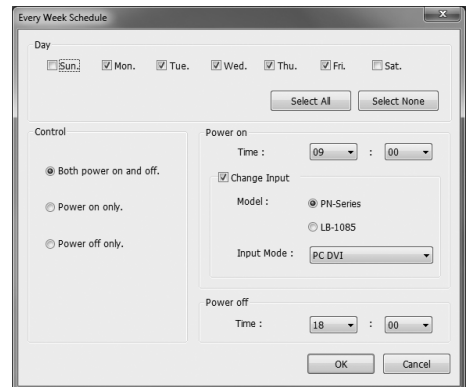 Every Week Schedule
x
Day
Sun. Mon. Tue. Wed. Thu. Fri. Sat.
Select All Select None
Control
Both power on and off.
Power on only.
Power off only.
Power on
Time : 09 : 00
Change Input
Model : PN-Series
LB-1085
Input Mode : PC DVI
Power off
Time : 18 : 00
OK Cancel